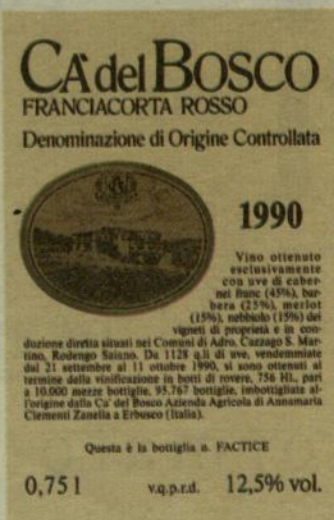 CA' del BOSCO
FRANCIACORTA ROSSO
Denominazione di Origine Controllata
1990
Vino ottenuto
esclusivamente
con uve di caber-
net franc (45%), bar-
bera (25%), merlot
(15%), nebbiolo (15%) dei
vigneti di proprietà e in con-
duzione diretta situati nei Comuni di Adro, Cazzago S. Mar-
tino, Rodengo Saiano. Da 1128 q.li di uve, vendemmiate
dal 21 settembre al 11 ottobre 1990, si sono ottenuti al
termine della vinificazione in botti di rovere, 756 HL, pari
a 10.000 mezze bottiglie, 95.767 bottiglie, imbottigliate al-
l'origine dalla Ca' del Bosco Azienda Agricola di Annamaria
Clementi Zanella a Erbusco (Italia).
Questa è la bottiglia n. FACTICE
0,75 l v.q.p.r.d. 12,5% vol.